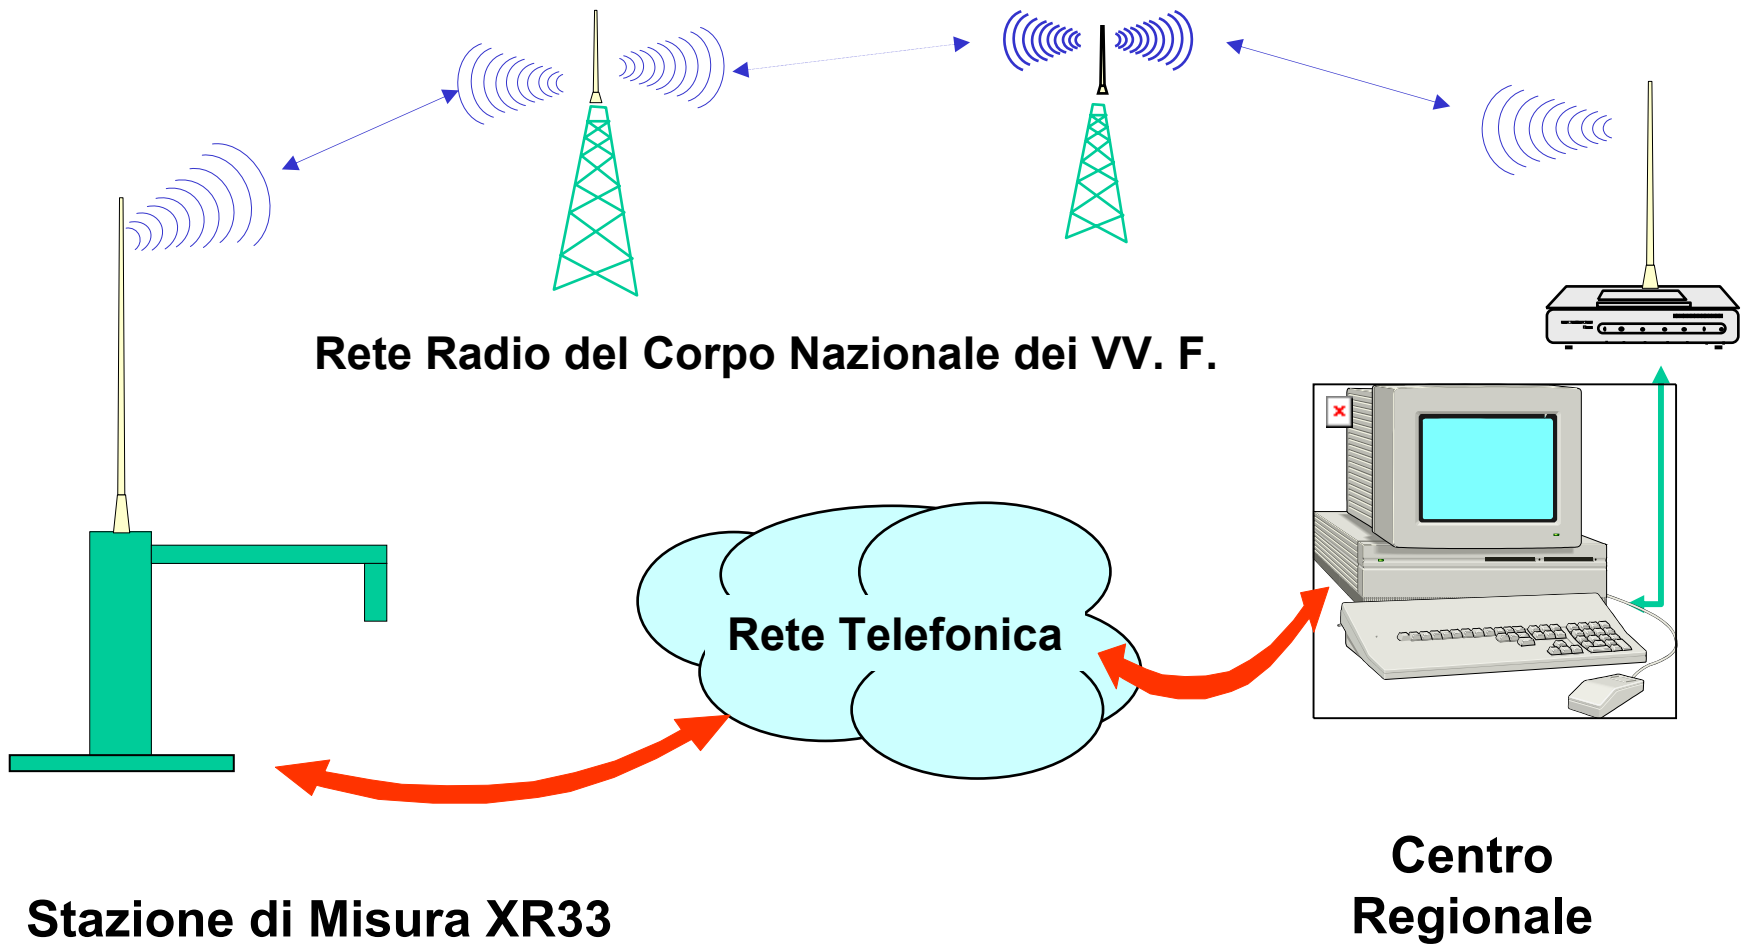 Rete Radio del Corpo Nazionale dei VV. F.
Rete Telefonica
Centro
Regionale
Stazione di Misura XR33